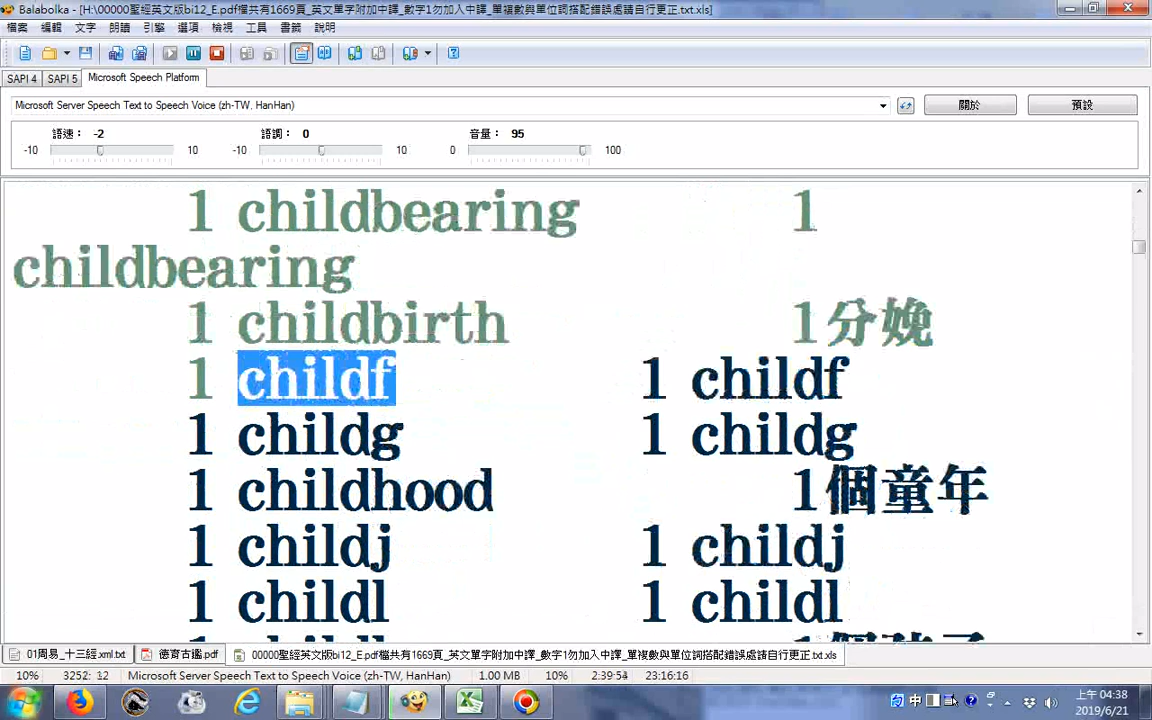 Balabolka - [H:\00000聖經英文版bi12_E.pdf檔共有1669頁_英文單字附加中譯_數字1勿加入中譯_單複數與單位詞搭配錯誤處請自行更正.txt.xls]
檔案 編輯 文字 朗讀 引擎 選項 檢視 工具 書籤 說明
SAPI 4 SAPI 5 Microsoft Speech Platform
Microsoft Server Speech Text to Speech Voice (zh-TW, HanHan) 關於 預設
語速: -2 語調: 0 音量: 95
-10 10 -10 10 0 100
1 childbearing 1
childbearing
1 childbirth 1分娩
1 childf 1 childf
1 childg 1 childg
1 childhood 1個童年
1 childj 1 childj
1 childl 1 childl
01周易_十三經.xml.txt 德育古鑑.pdf 00000聖經英文版bi12_E.pdf檔共有1669頁_英文單字附加中譯_數字1勿加入中譯_單複數與單位詞搭配錯誤處請自行更正.txt.xls
10% 3252: 12 Microsoft Server Speech Text to Speech Voice (zh-TW, HanHan) 1.00 MB 10% 2:39:54 23:16:16
中 上午 04:38
2019/6/21